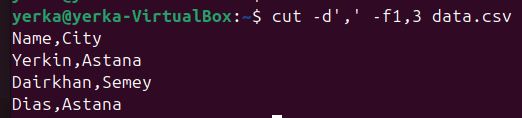 yerka@yerka-VirtualBox:~$ cut -d',' -f1,3 data.csv
Name,City
Yerkin,Astana
Dairkhan,Semey
Dias,Astana